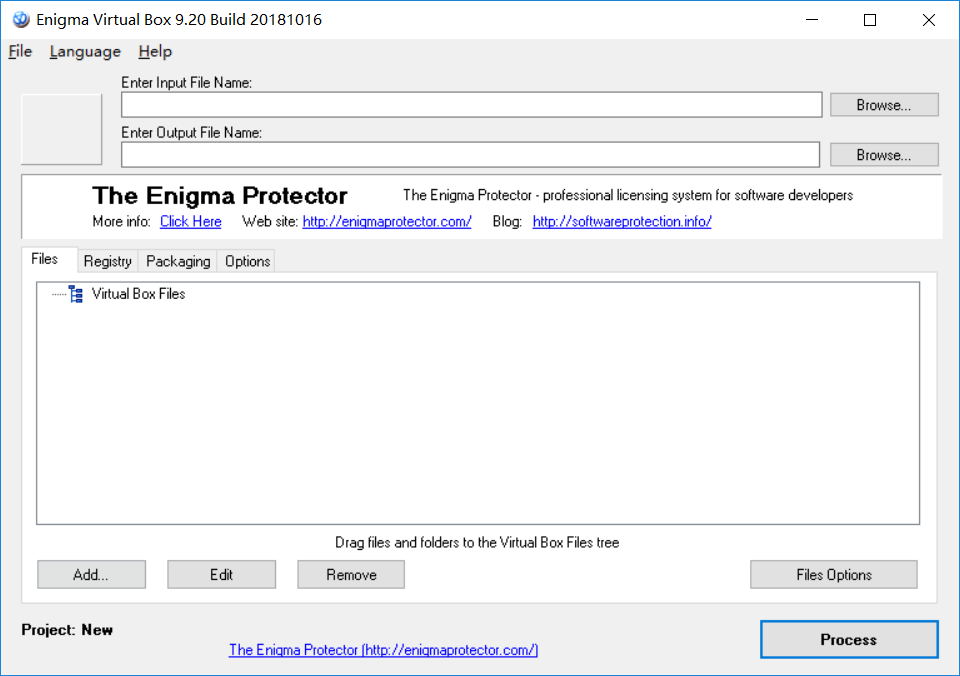 Enigma Virtual Box 9.20 Build 20181016
File Language Help
Enter Input File Name:
Browse...
Enter Output File Name:
Browse...
The Enigma Protector The Enigma Protector - professional licensing system for software developers
More info: Click Here Web site: http://enigmaprotector.com/ Blog: http://softwareprotection.info/
Files Registry Packaging Options
Virtual Box Files
Drag files and folders to the Virtual Box Files tree
Add... Edit Remove Files Options
Project: New
The Enigma Protector (http://enigmaprotector.com/)
Process